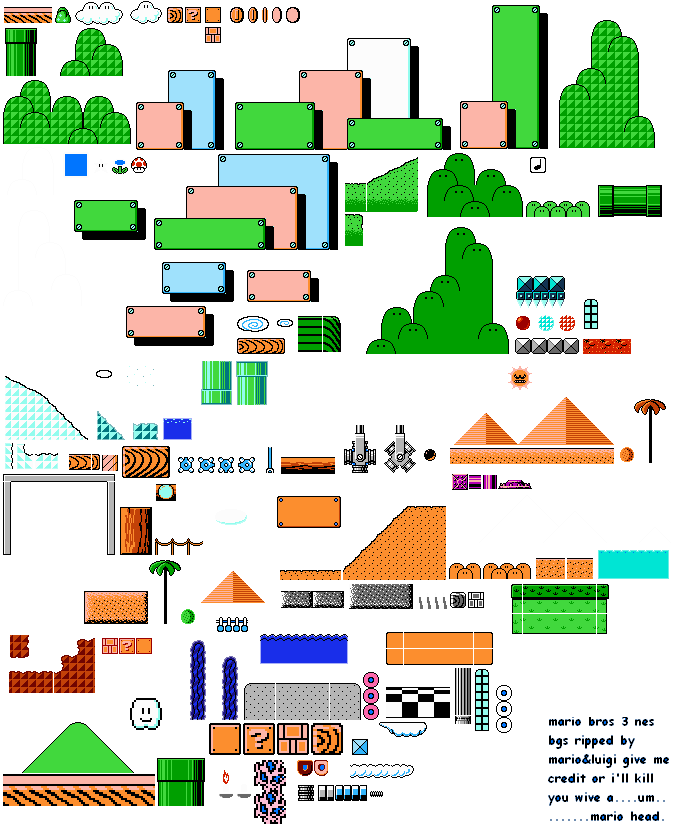 mario bros 3 nes
bgs ripped by
mario&luigi give me
credit or i'll kill
you wive a....um..
.......mario head.